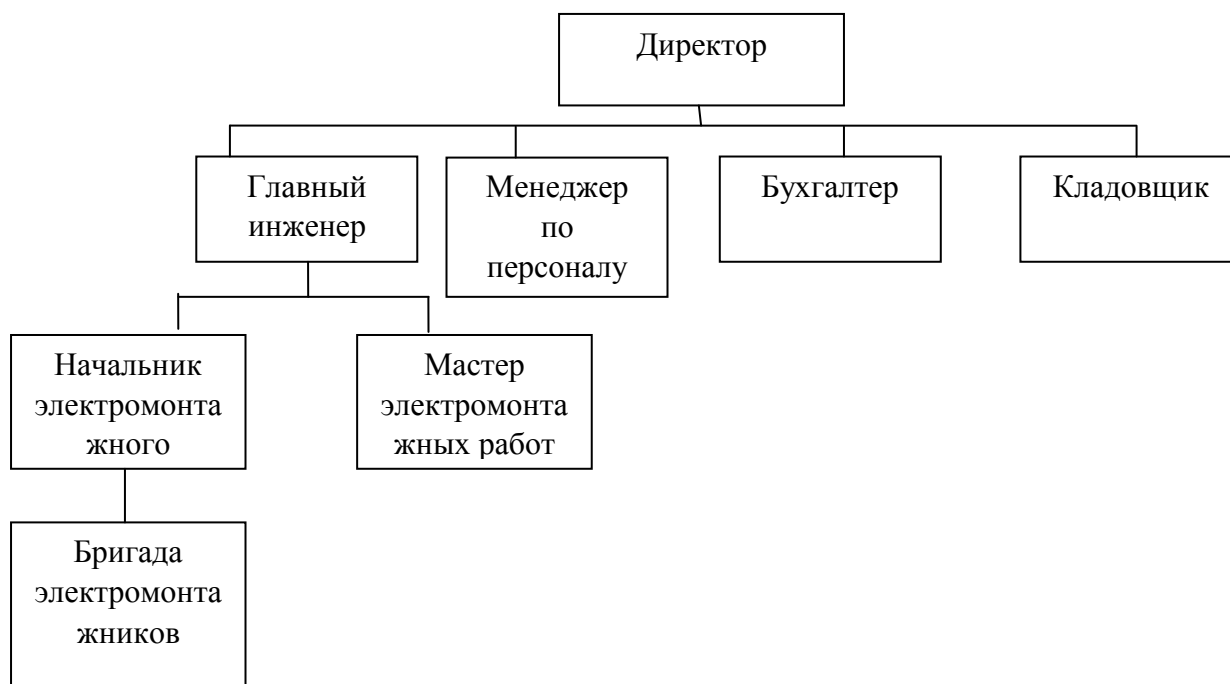 Директор
Главный
инженер
Менеджер
по
персоналу
Бухгалтер
Кладовщик
Начальник
электромонта
жного
Мастер
электромонта
жных работ
Бригада
электромонта
жников